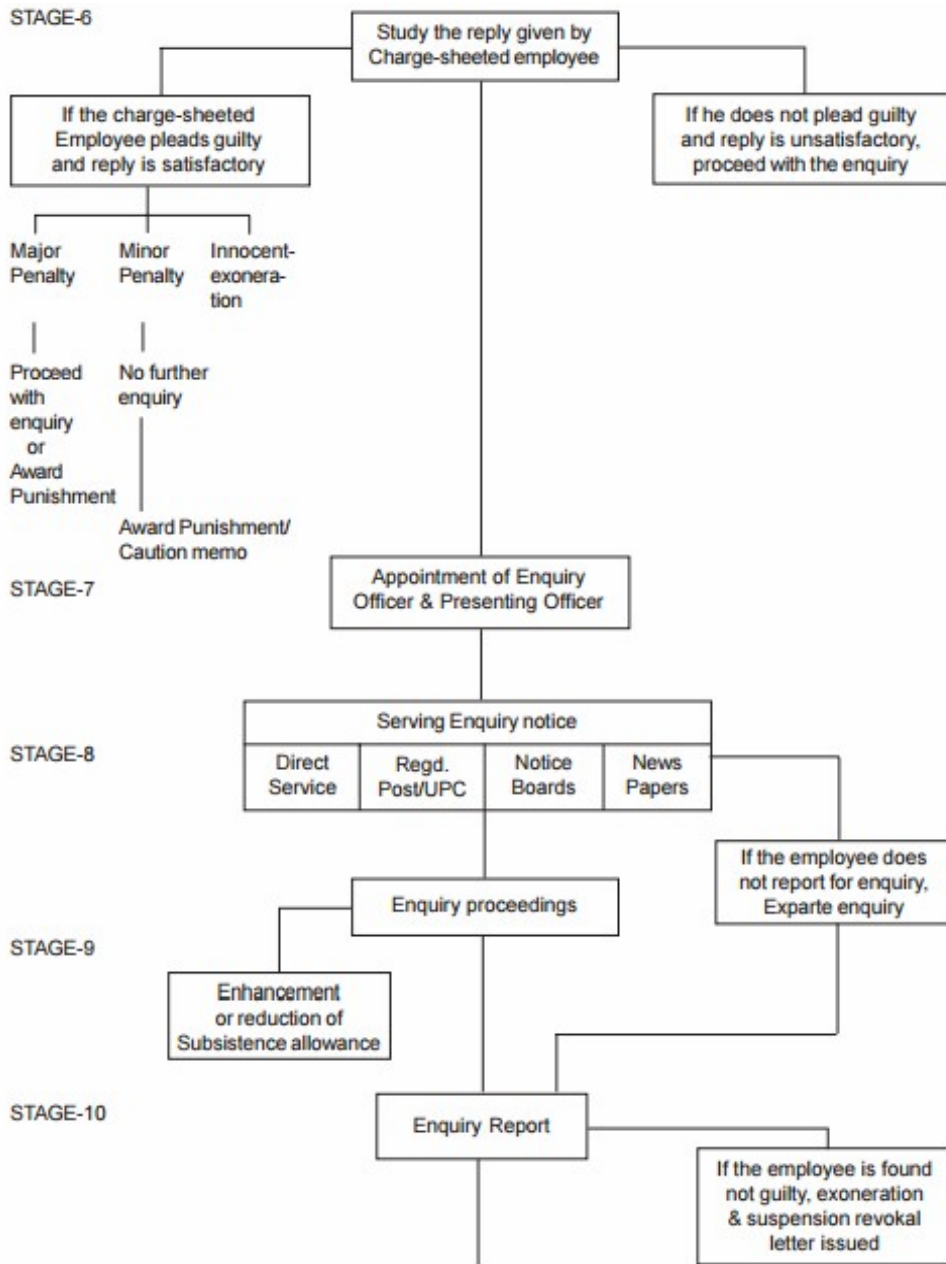 STAGE-6
Study the reply given by
Charge-sheeted employee
If the charge-sheeted
Employee pleads guilty
and reply is satisfactory
If he does not plead guilty
and reply is unsatisfactory,
proceed with the enquiry
Major
Penalty
Minor
Penalty
Innocent-
exonera-
tion
Proceed
with
enquiry
or
Award
Punishment
No further
enquiry
Award Punishment/
Caution memo
STAGE-7
Appointment of Enquiry
Officer & Presenting Officer
Serving Enquiry notice
STAGE-8
Direct
Service
Regd.
Post/UPC
Notice
Boards
News
Papers
If the employee does
not report for enquiry,
Exparte enquiry
Enquiry proceedings
STAGE-9
Enhancement
or reduction of
Subsistence allowance
STAGE-10
Enquiry Report
If the employee is found
not guilty, exoneration
& suspension revokal
letter issued